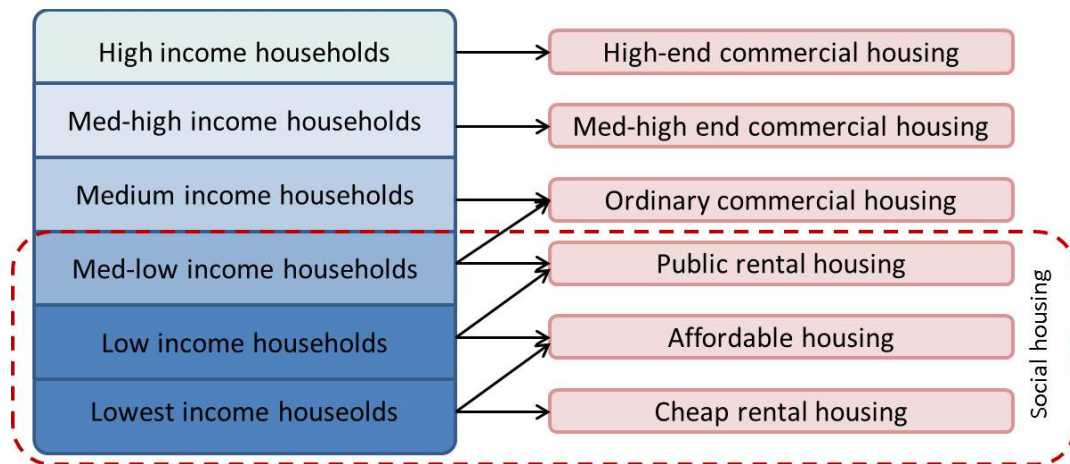 High income households
High-end commercial housing
Med-high income households
Med-high end commercial housing
Medium income households
Ordinary commercial housing
Med-low income households
Public rental housing
Low income households
Affordable housing
Lowest income houseolds
Cheap rental housing
Social housing